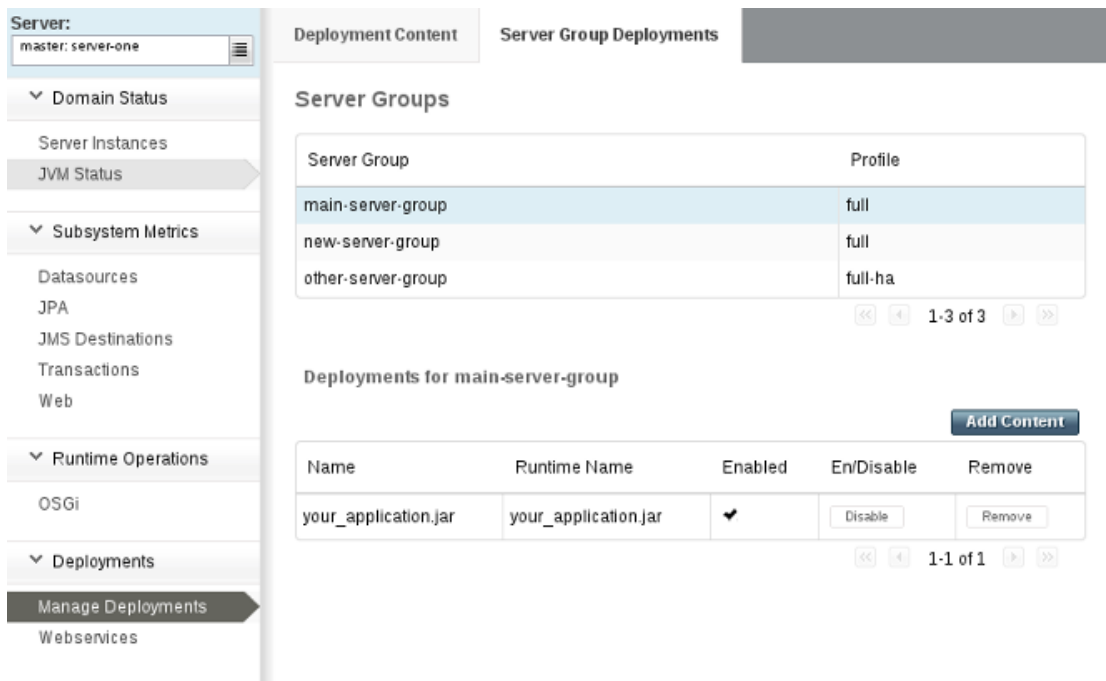 Server:
master: server-one
Domain Status
Server Instances
JVM Status
Subsystem Metrics
Datasources
JPA
JMS Destinations
Transactions
Web
Runtime Operations
OSGi
Deployments
Manage Deployments
Webservices
Deployment Content Server Group Deployments
Server Groups
Server Group Profile
main-server-group full
new-server-group full
other-server-group full-ha
1-3 of 3
Deployments for main-server-group
Add Content
Name Runtime Name Enabled En/Disable Remove
your_application.jar your_application.jar Disable Remove
1-1 of 1